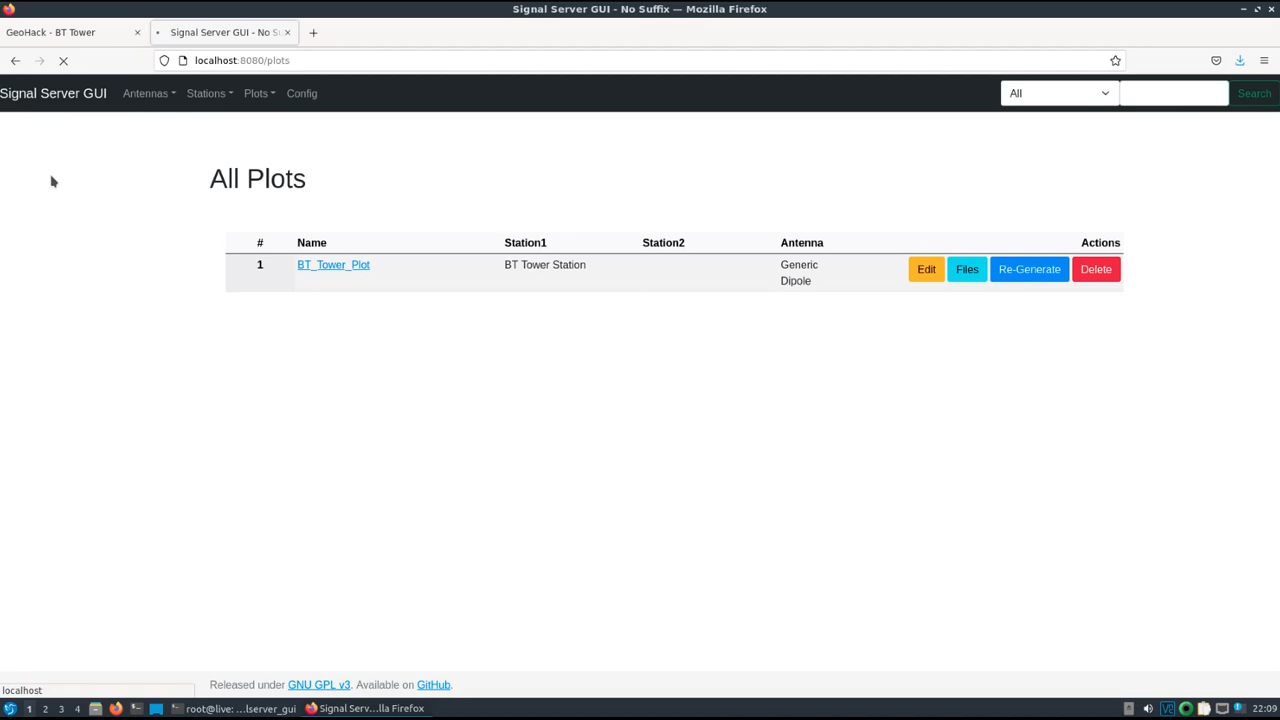 Signal Server GUI - No Suffix — Mozilla Firefox
GeoHack - BT Tower
Signal Server GUI - No Su
localhost:8080/plots
Signal Server GUI
Antennas
Stations
Plots
Config
All
Search
All Plots
# Name Station1 Station2 Antenna Actions
1 BT_Tower_Plot BT Tower Station Generic Edit Files Re-Generate Delete
Dipole
Released under GNU GPL v3. Available on GitHub.
localhost
1 2 3 4 root@live: ...lserver_gui Signal Serv...lla Firefox 22:09